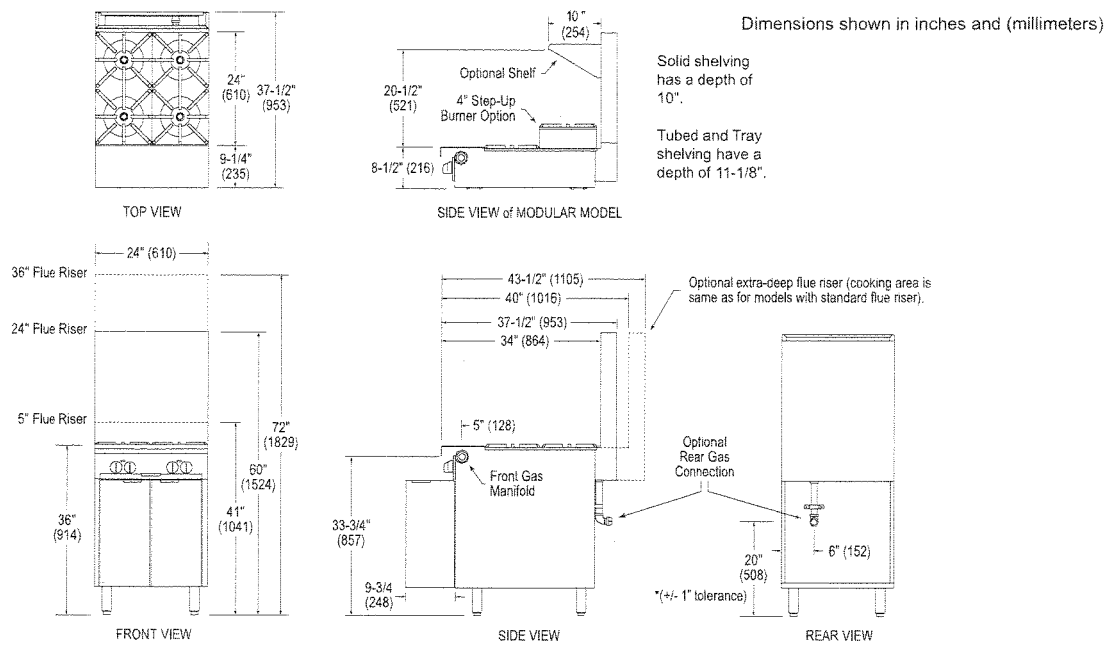 Dimensions shown in inches and (millimeters)
24"
(610)
37-1/2"
(953)
9-1/4"
(235)
TOP VIEW
10"
(254)
Optional Shelf
20-1/2"
(521)
4" Step-Up
Burner Option
8-1/2" (216)
SIDE VIEW of MODULAR MODEL
Solid shelving
has a depth of
10".
Tubed and Tray
shelving have a
depth of 11-1/8".
24" (610)
36" Flue Riser
24" Flue Riser
5" Flue Riser
72"
(1829)
60"
(1524)
41"
(1041)
36"
(914)
FRONT VIEW
43-1/2" (1105)
40" (1016)
37-1/2" (953)
34" (864)
Optional extra-deep flue riser (cooking area is
same as for models with standard flue riser).
5" (128)
Front Gas
Manifold
33-3/4"
(857)
9-3/4
(248)
SIDE VIEW
Optional
Rear Gas
Connection
6" (152)
20"
(508)
*(+/- 1" tolerance)
REAR VIEW